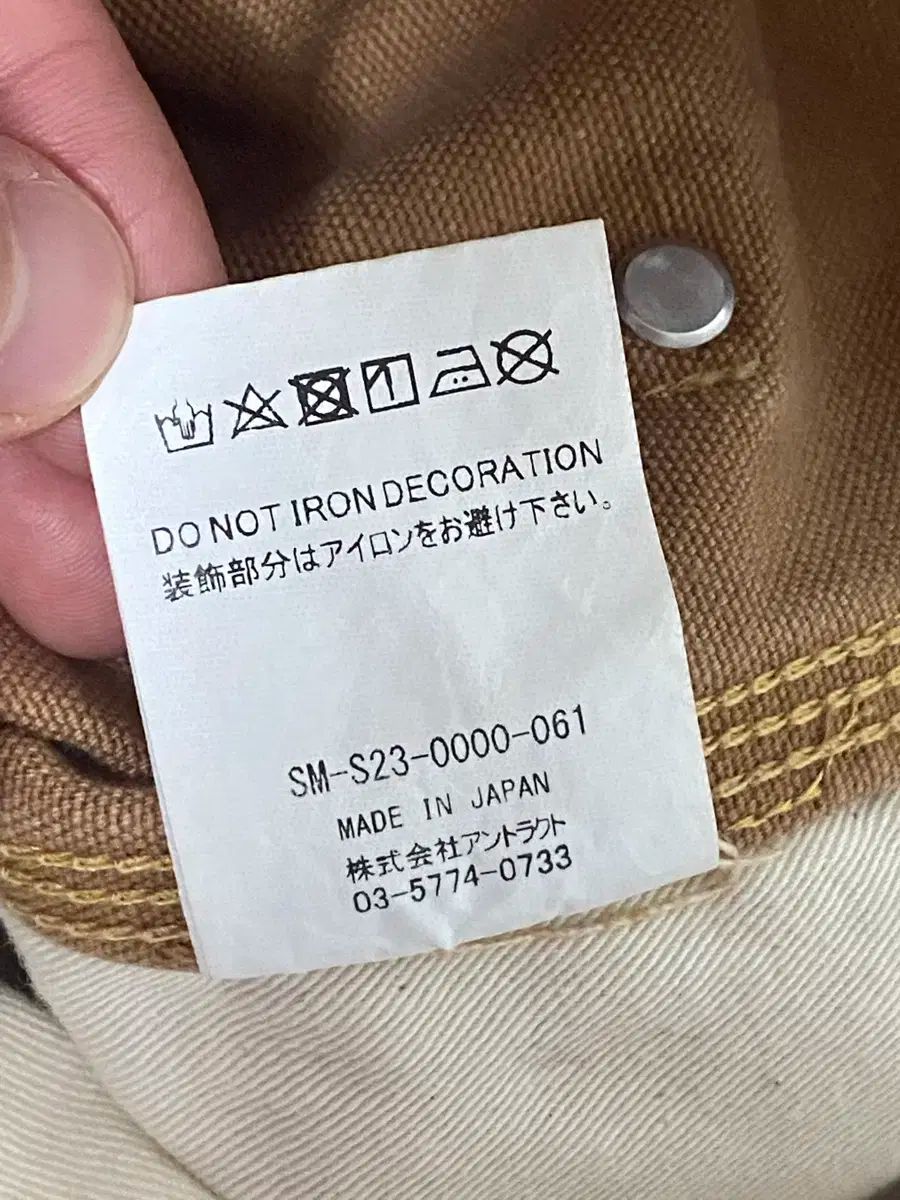 DO NOT IRON DECORATION
装飾部分はアイロンをお避け下さい。
SM-S23-0000-061
MADE IN JAPAN
株式会社アントラクト
03-5774-0733